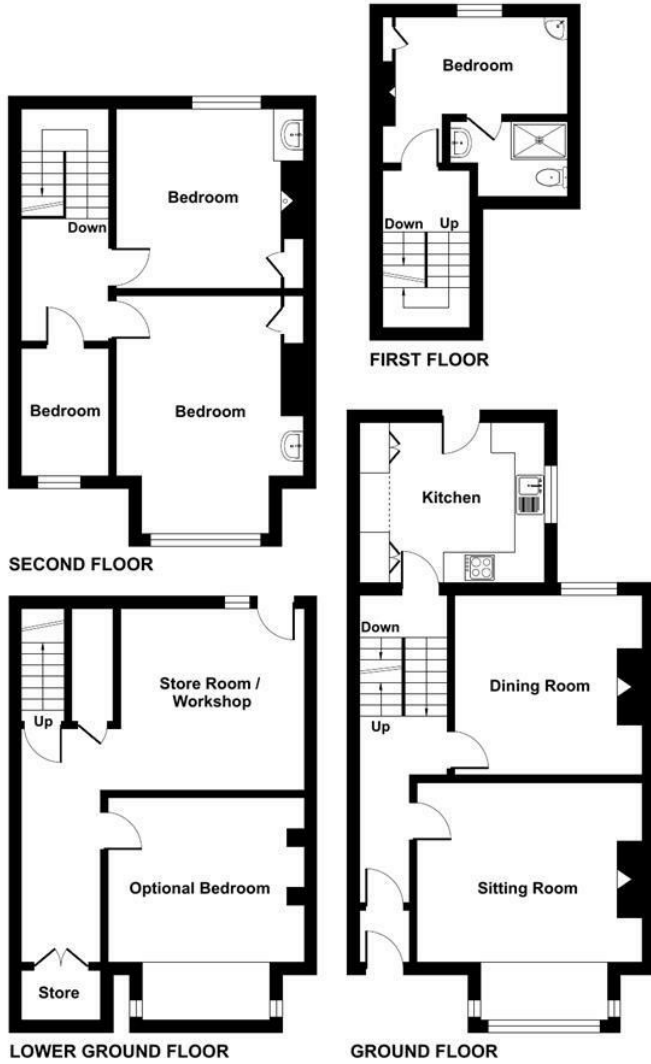 Bedroom
Down
Bedroom
Bedroom
SECOND FLOOR
Bedroom
Down Up
FIRST FLOOR
Store Room /
Workshop
Up
Optional Bedroom
Store
LOWER GROUND FLOOR
Kitchen
Down
Dining Room
Up
Sitting Room
GROUND FLOOR